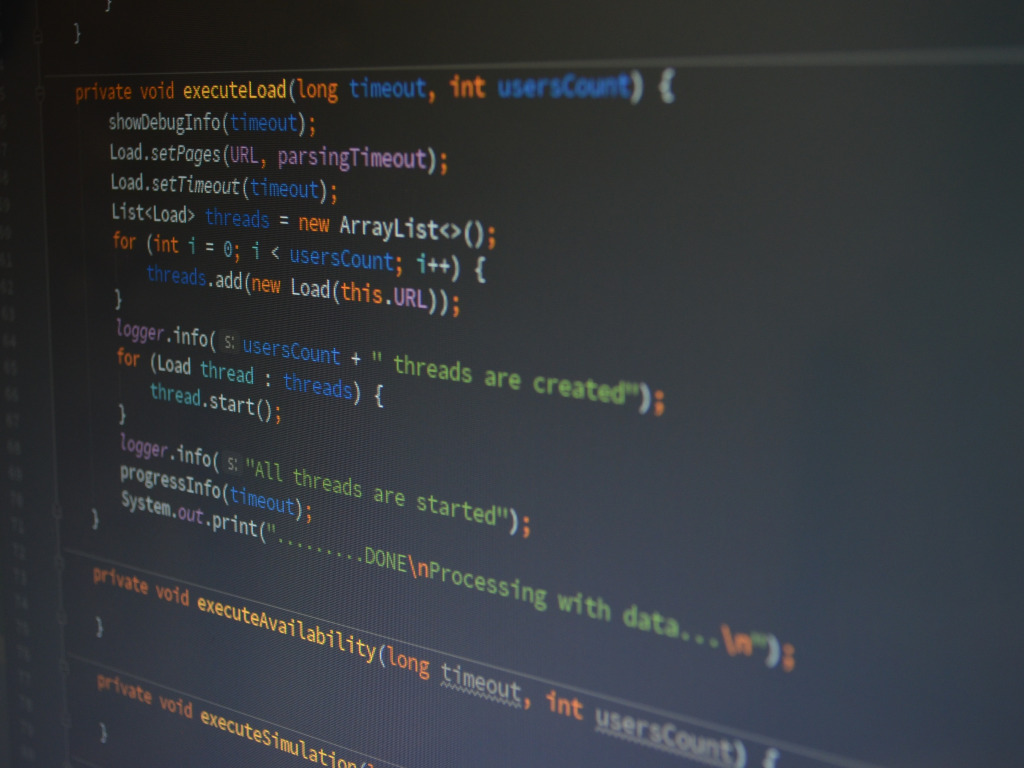 }
}
private void executeLoad(long timeout, int usersCount) {
showDebugInfo(timeout);
Load.setPages(URL, parsingTimeout);
Load.setTimeout(timeout);
List<Load> threads = new ArrayList<>();
for (int i = 0; i < usersCount; i++) {
threads.add(new Load(this.URL));
}
logger.info( s: usersCount + " threads are created");
for (Load thread : threads) {
thread.start();
}
logger.info( s: "All threads are started");
progressInfo(timeout);
System.out.print(".........DONE\nProcessing with data...\n");
}
private void executeAvailability(long timeout, int usersCount) {
}
private void executeSimulation(
}